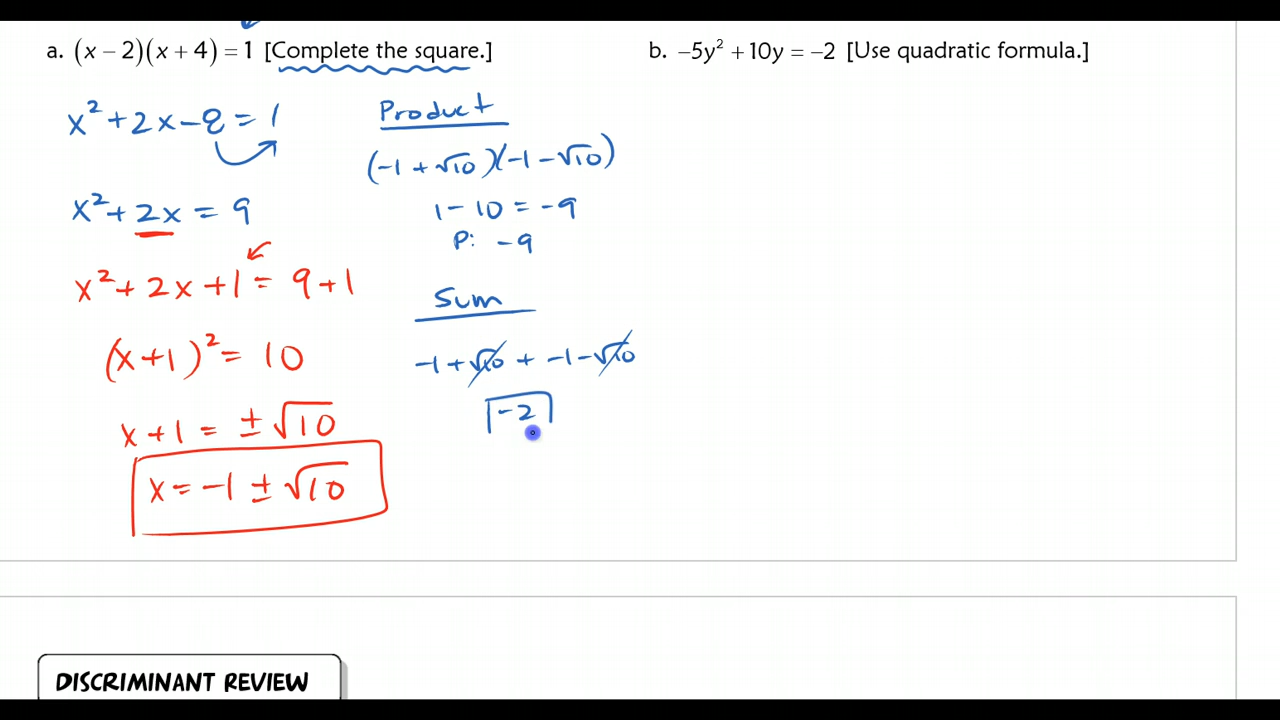 a. (x − 2)(x + 4) = 1 [Complete the square.]
x² + 2x − 8 = 1
x² + 2x = 9
x² + 2x + 1 = 9 + 1
(x + 1)² = 10
x + 1 = ± √10
x = −1 ± √10
Product
(−1 + √10)(−1 − √10)
1 − 10 = −9
P: −9
Sum
−1 + √10 + −1 − √10
−2
b. −5y² + 10y = −2 [Use quadratic formula.]
DISCRIMINANT REVIEW